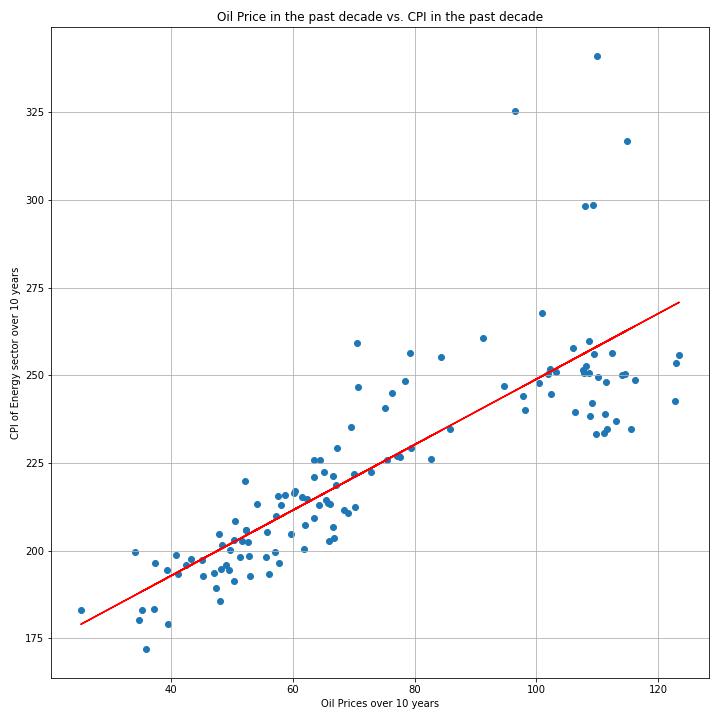 Oil Price in the past decade vs. CPI in the past decade
CPI of Energy sector over 10 years
325
300
275
250
225
200
175
40 60 80 100 120
Oil Prices over 10 years